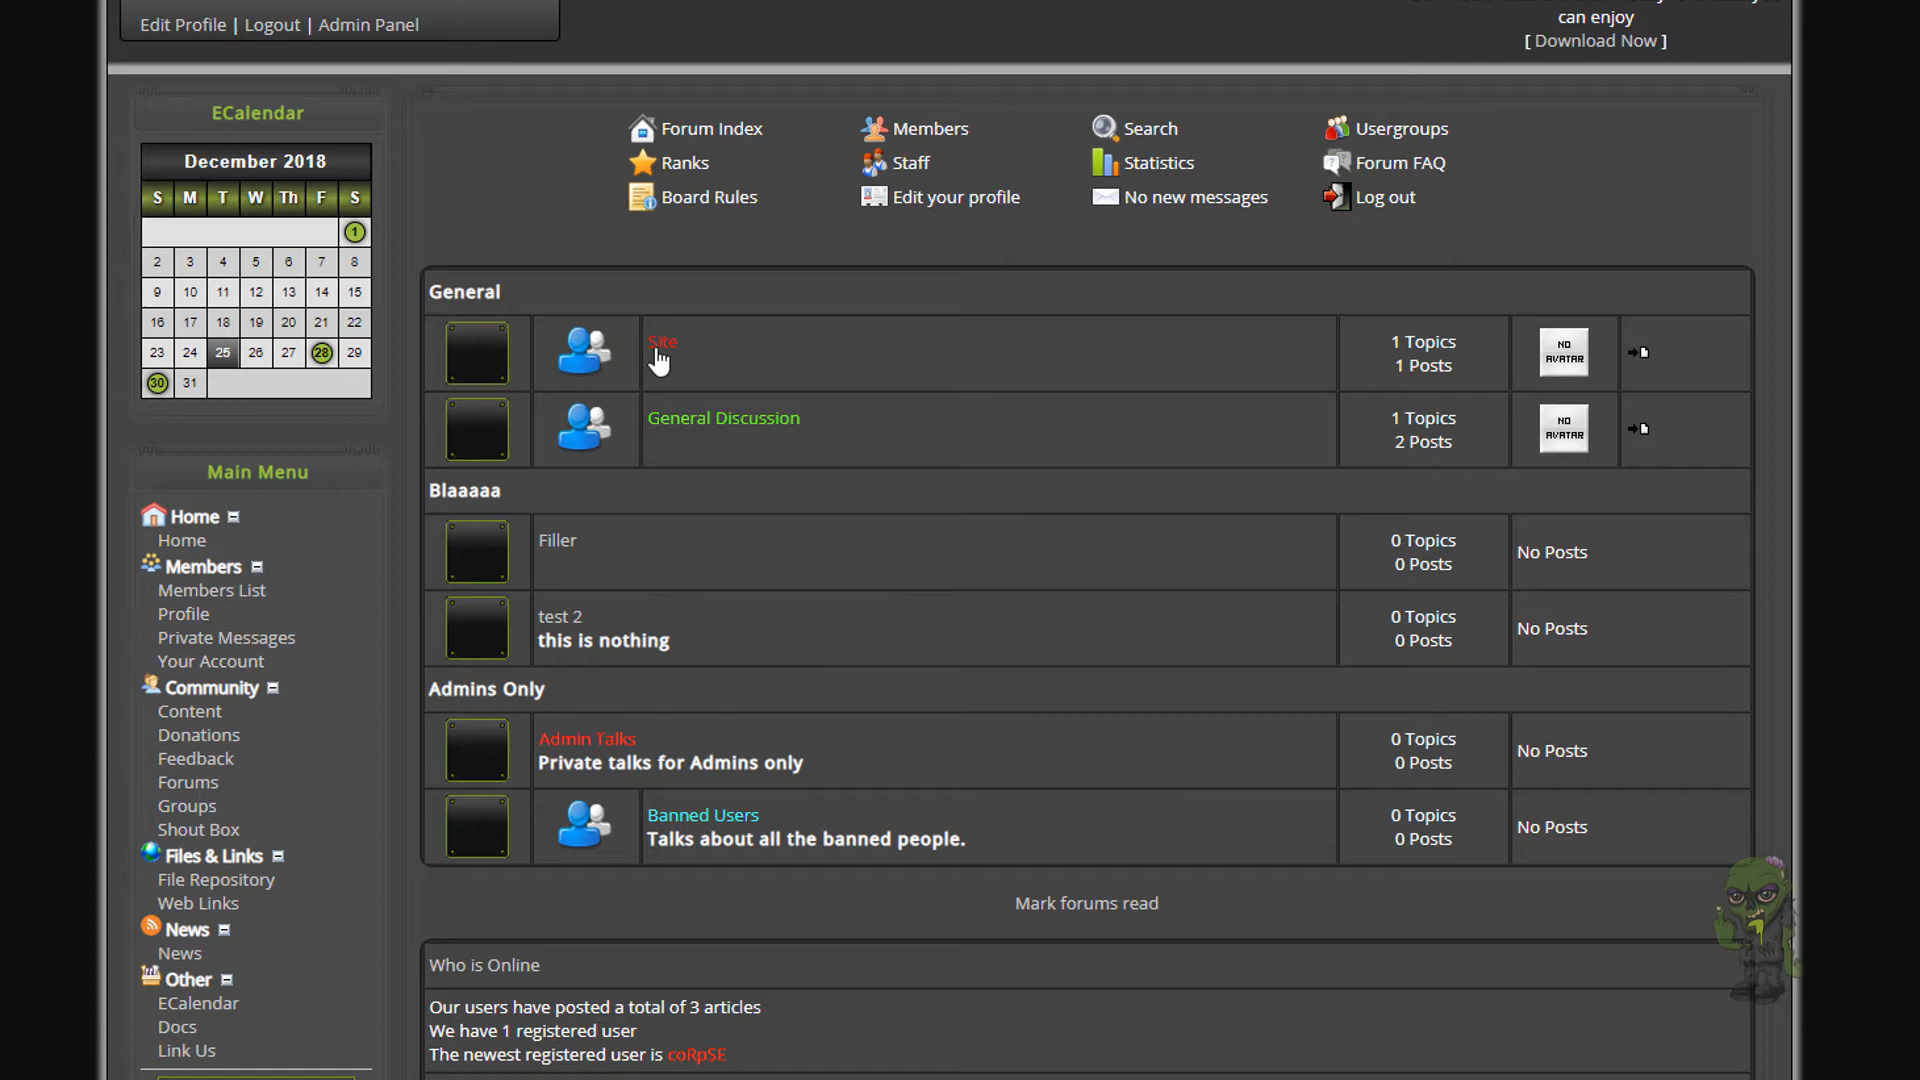 can enjoy
Edit Profile | Logout | Admin Panel
[ Download Now ]
ECalendar
December 2018
S M T W Th F S
1
2 3 4 5 6 7 8
9 10 11 12 13 14 15
16 17 18 19 20 21 22
23 24 25 26 27 28 29
30 31
Main Menu
Home
Home
Members
Members List
Profile
Private Messages
Your Account
Community
Content
Donations
Feedback
Forums
Groups
Shout Box
Files & Links
File Repository
Web Links
News
News
Other
ECalendar
Docs
Link Us
Forum Index
Members
Search
Usergroups
Ranks
Staff
Statistics
Forum FAQ
Board Rules
Edit your profile
No new messages
Log out
General
Site
1 Topics
1 Posts
NO
AVATAR
General Discussion
1 Topics
2 Posts
NO
AVATAR
Blaaaaa
Filler
0 Topics
0 Posts
No Posts
test 2
this is nothing
0 Topics
0 Posts
No Posts
Admins Only
Admin Talks
Private talks for Admins only
0 Topics
0 Posts
No Posts
Banned Users
Talks about all the banned people.
0 Topics
0 Posts
No Posts
Mark forums read
Who is Online
Our users have posted a total of 3 articles
We have 1 registered user
The newest registered user is coRpSE